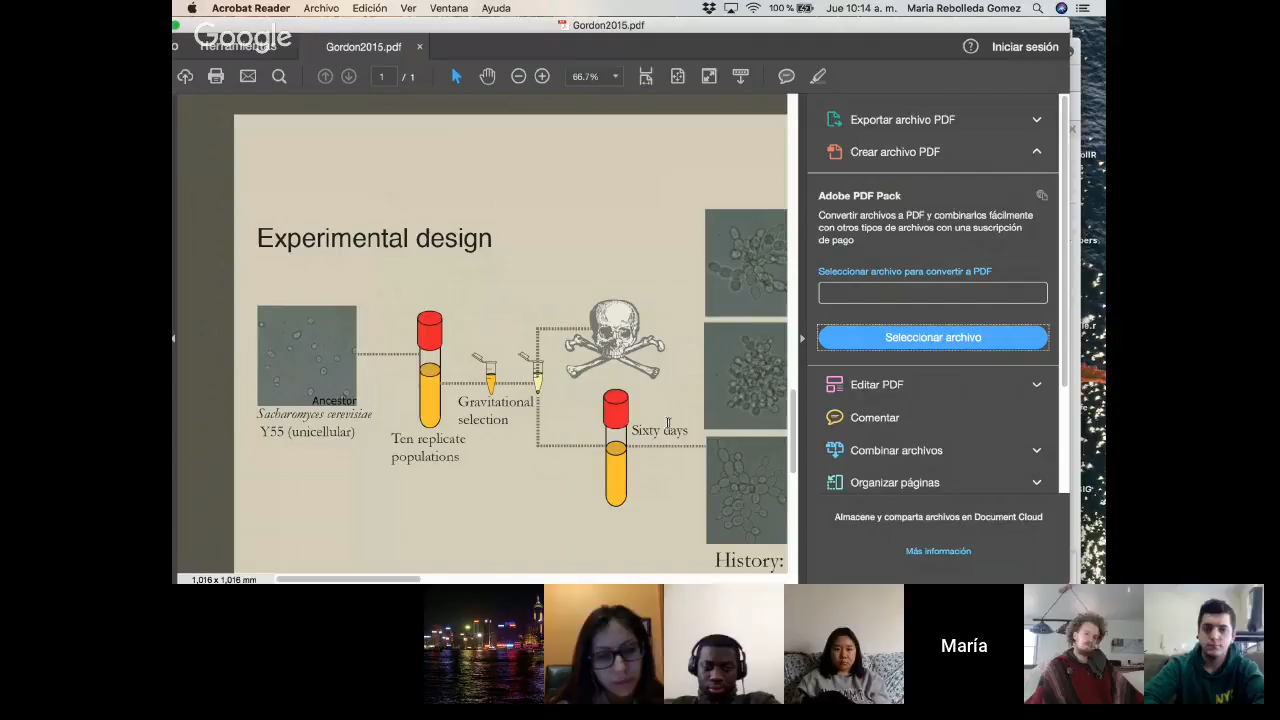 Acrobat Reader Archivo Edición Ver Ventana Ayuda 100 % Jue 10:14 a. m. Maria Rebolleda Gomez
Gordon2015.pdf
Google
Herramientas Gordon2015.pdf × Iniciar sesión
1 / 1 66.7%
Exportar archivo PDF
Crear archivo PDF
Adobe PDF Pack
Convertir archivos a PDF y combinarlos fácilmente
con otros tipos de archivos con una suscripción
de pago
Seleccionar archivo para convertir a PDF
Seleccionar archivo
Editar PDF
Comentar
Combinar archivos
Organizar páginas
Almacene y comparta archivos en Document Cloud
Más información
Experimental design
Ancestor
Sacharomyces cerevisiae
Y55 (unicellular)
Ten replicate
populations
Gravitational
selection
Sixty days
History:
1,016 x 1,016 mm
María